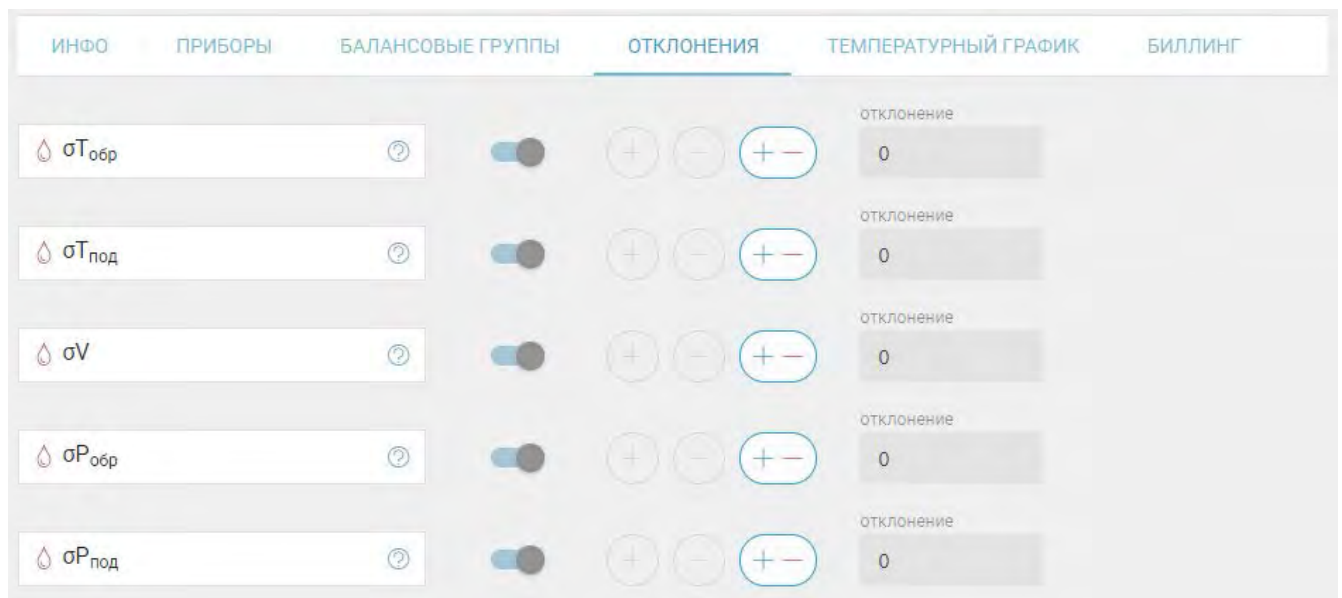 ИНФО ПРИБОРЫ БАЛАНСОВЫЕ ГРУППЫ ОТКЛОНЕНИЯ ТЕМПЕРАТУРНЫЙ ГРАФИК БИЛЛИНГ
отклонение
σTобр ? + − + − 0
отклонение
σTпод ? + − + − 0
отклонение
σV ? + − + − 0
отклонение
σPобр ? + − + − 0
отклонение
σPпод ? + − + − 0